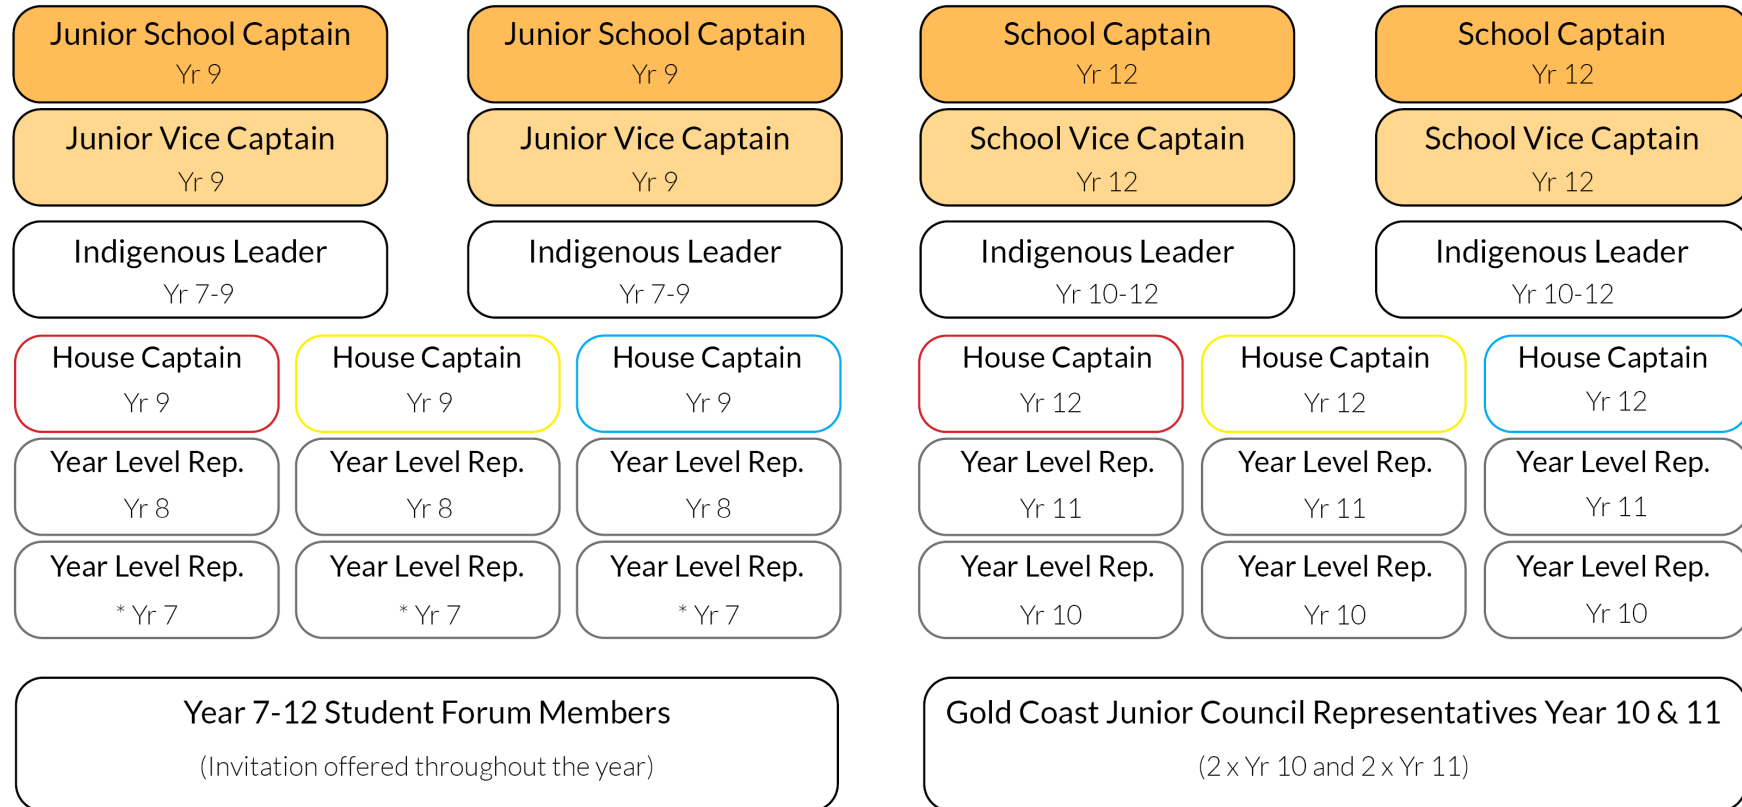 Junior School Captain
Yr 9
Junior School Captain
Yr 9
School Captain
Yr 12
School Captain
Yr 12
Junior Vice Captain
Yr 9
Junior Vice Captain
Yr 9
School Vice Captain
Yr 12
School Vice Captain
Yr 12
Indigenous Leader
Yr 7-9
Indigenous Leader
Yr 7-9
Indigenous Leader
Yr 10-12
Indigenous Leader
Yr 10-12
House Captain
Yr 9
House Captain
Yr 9
House Captain
Yr 9
House Captain
Yr 12
House Captain
Yr 12
House Captain
Yr 12
Year Level Rep.
Yr 8
Year Level Rep.
Yr 8
Year Level Rep.
Yr 8
Year Level Rep.
Yr 11
Year Level Rep.
Yr 11
Year Level Rep.
Yr 11
Year Level Rep.
* Yr 7
Year Level Rep.
* Yr 7
Year Level Rep.
* Yr 7
Year Level Rep.
Yr 10
Year Level Rep.
Yr 10
Year Level Rep.
Yr 10
Year 7-12 Student Forum Members
(Invitation offered throughout the year)
Gold Coast Junior Council Representatives Year 10 & 11
(2 x Yr 10 and 2 x Yr 11)